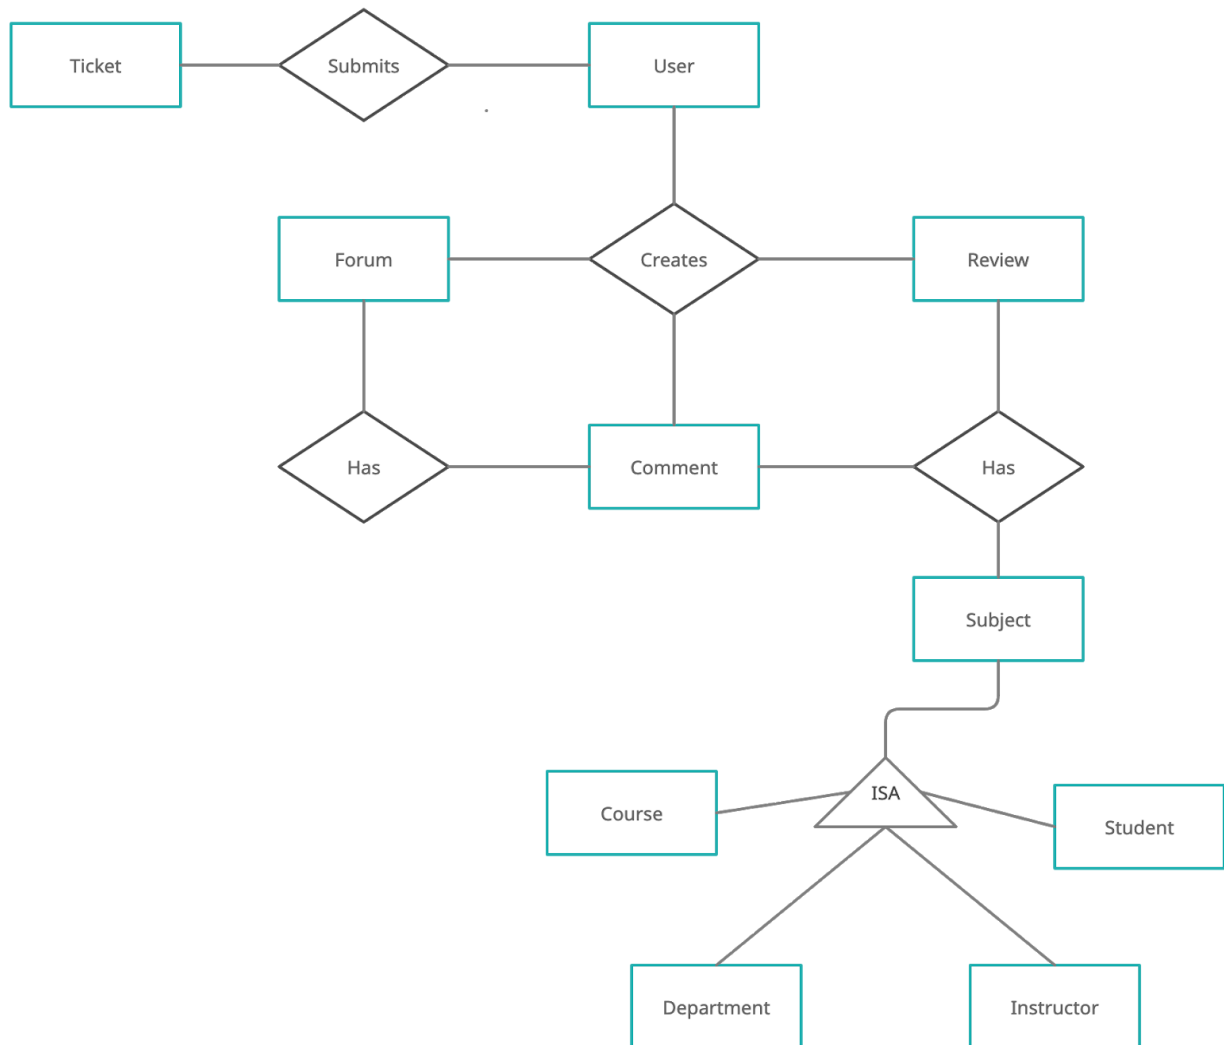 Ticket
Submits
User
Forum
Creates
Review
Has
Comment
Has
Subject
ISA
Course
Student
Department
Instructor